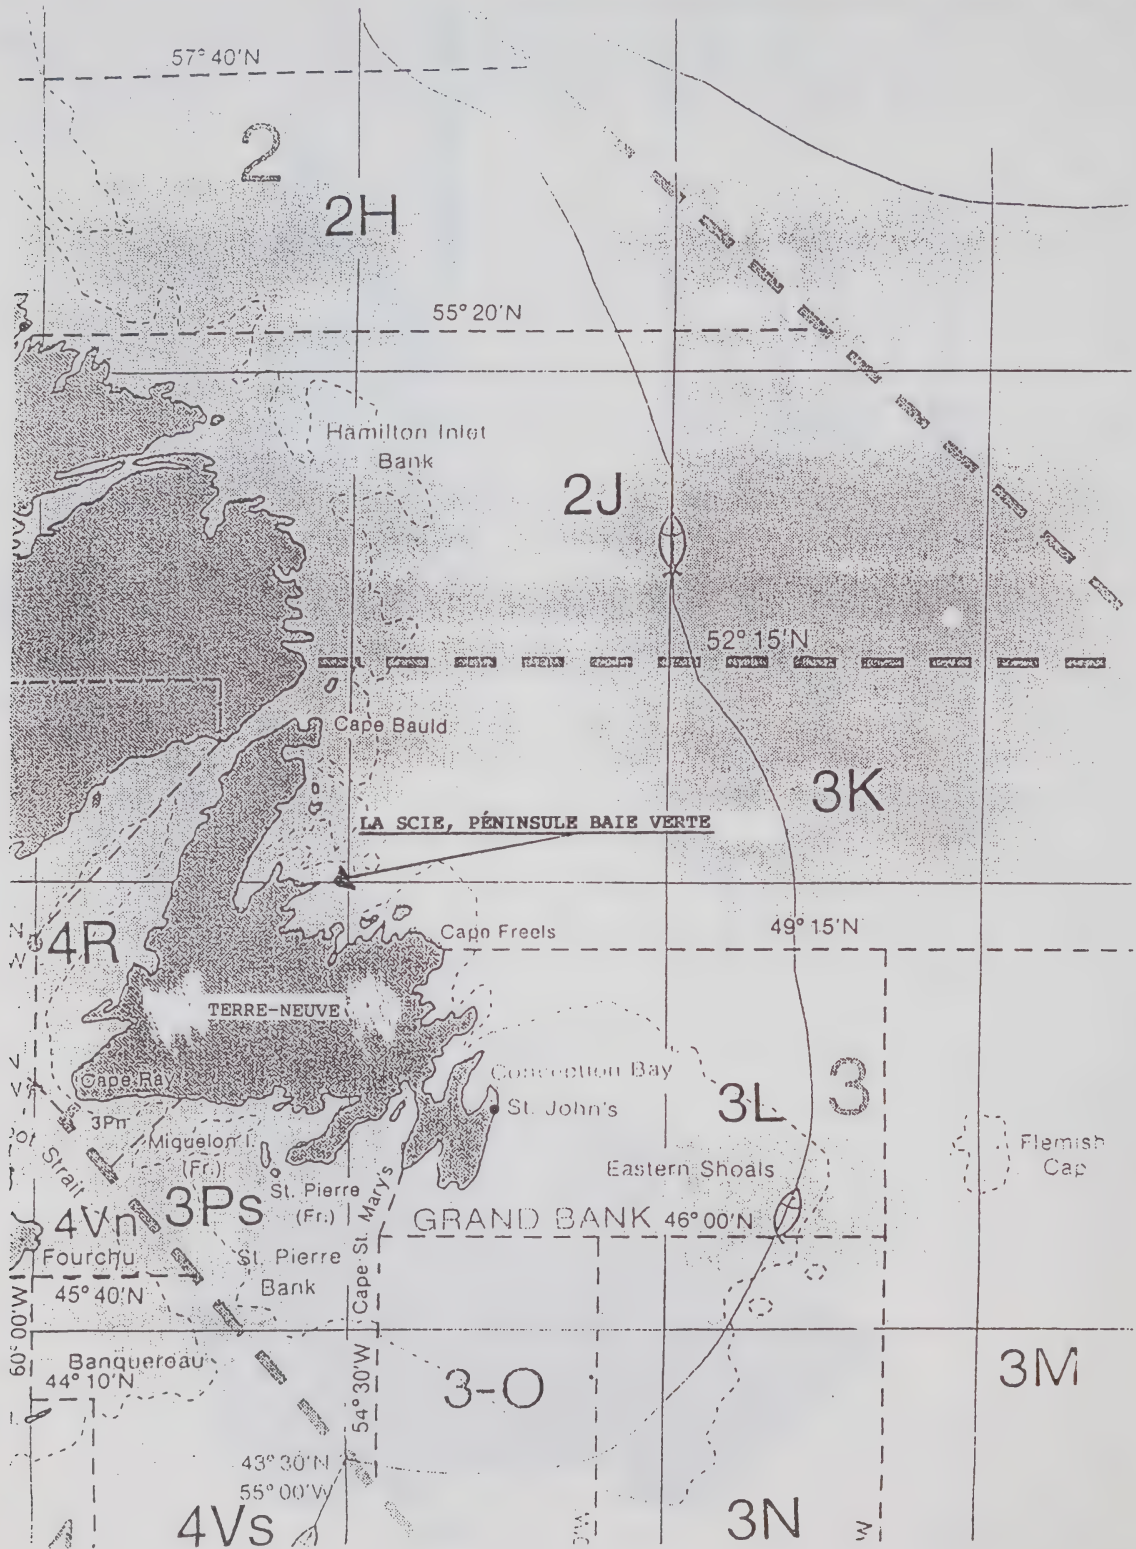 57° 40'N
2
2H
55° 20'N
Hamilton Inlet
Bank
2J
52° 15'N
Cape Bauld
3K
LA SCIE, PÉNINSULE BAIE VERTE
4R
Cape Freels
49° 15'N
TERRE-NEUVE
Cape Ray
Conception Bay
St. John's
3L
3
3Pn
Miquelon I.
(Fr.)
Strait
Flemish
Cap
Eastern Shoals
St. Pierre
(Fr.)
3Ps
4Vn
GRAND BANK
46° 00'N
Cape St. Mary's
Fourchu
St. Pierre
Bank
45° 40'N
60° 00'W
Banquereau
44° 10'N
54° 30'W
3-O
3M
43° 30'N
55° 00'W
4Vs
3N
W